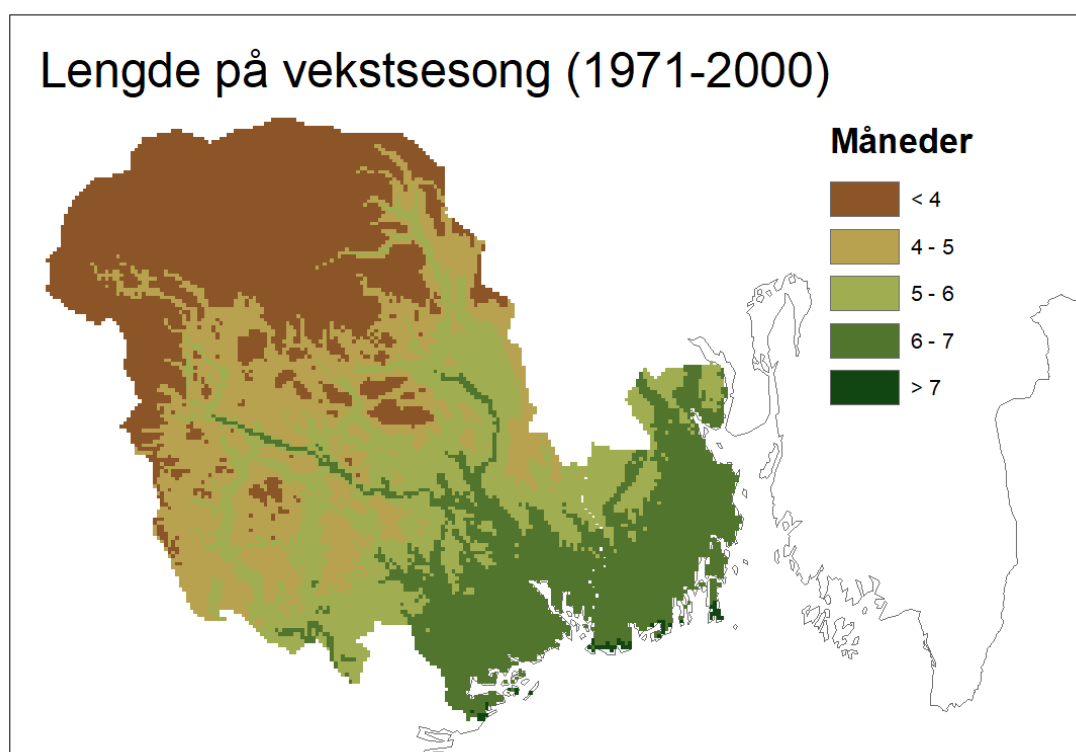 Lengde på vekstsesong (1971-2000)
Måneder
< 4
4 - 5
5 - 6
6 - 7
> 7